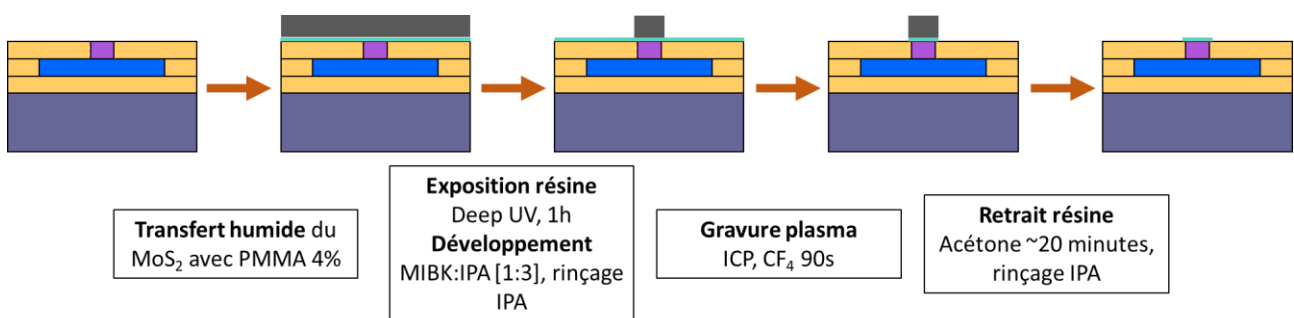 Transfert humide du
MoS₂ avec PMMA 4%
Exposition résine
Deep UV, 1h
Développement
MIBK:IPA [1:3], rinçage
IPA
Gravure plasma
ICP, CF₄ 90s
Retrait résine
Acétone ~20 minutes,
rinçage IPA